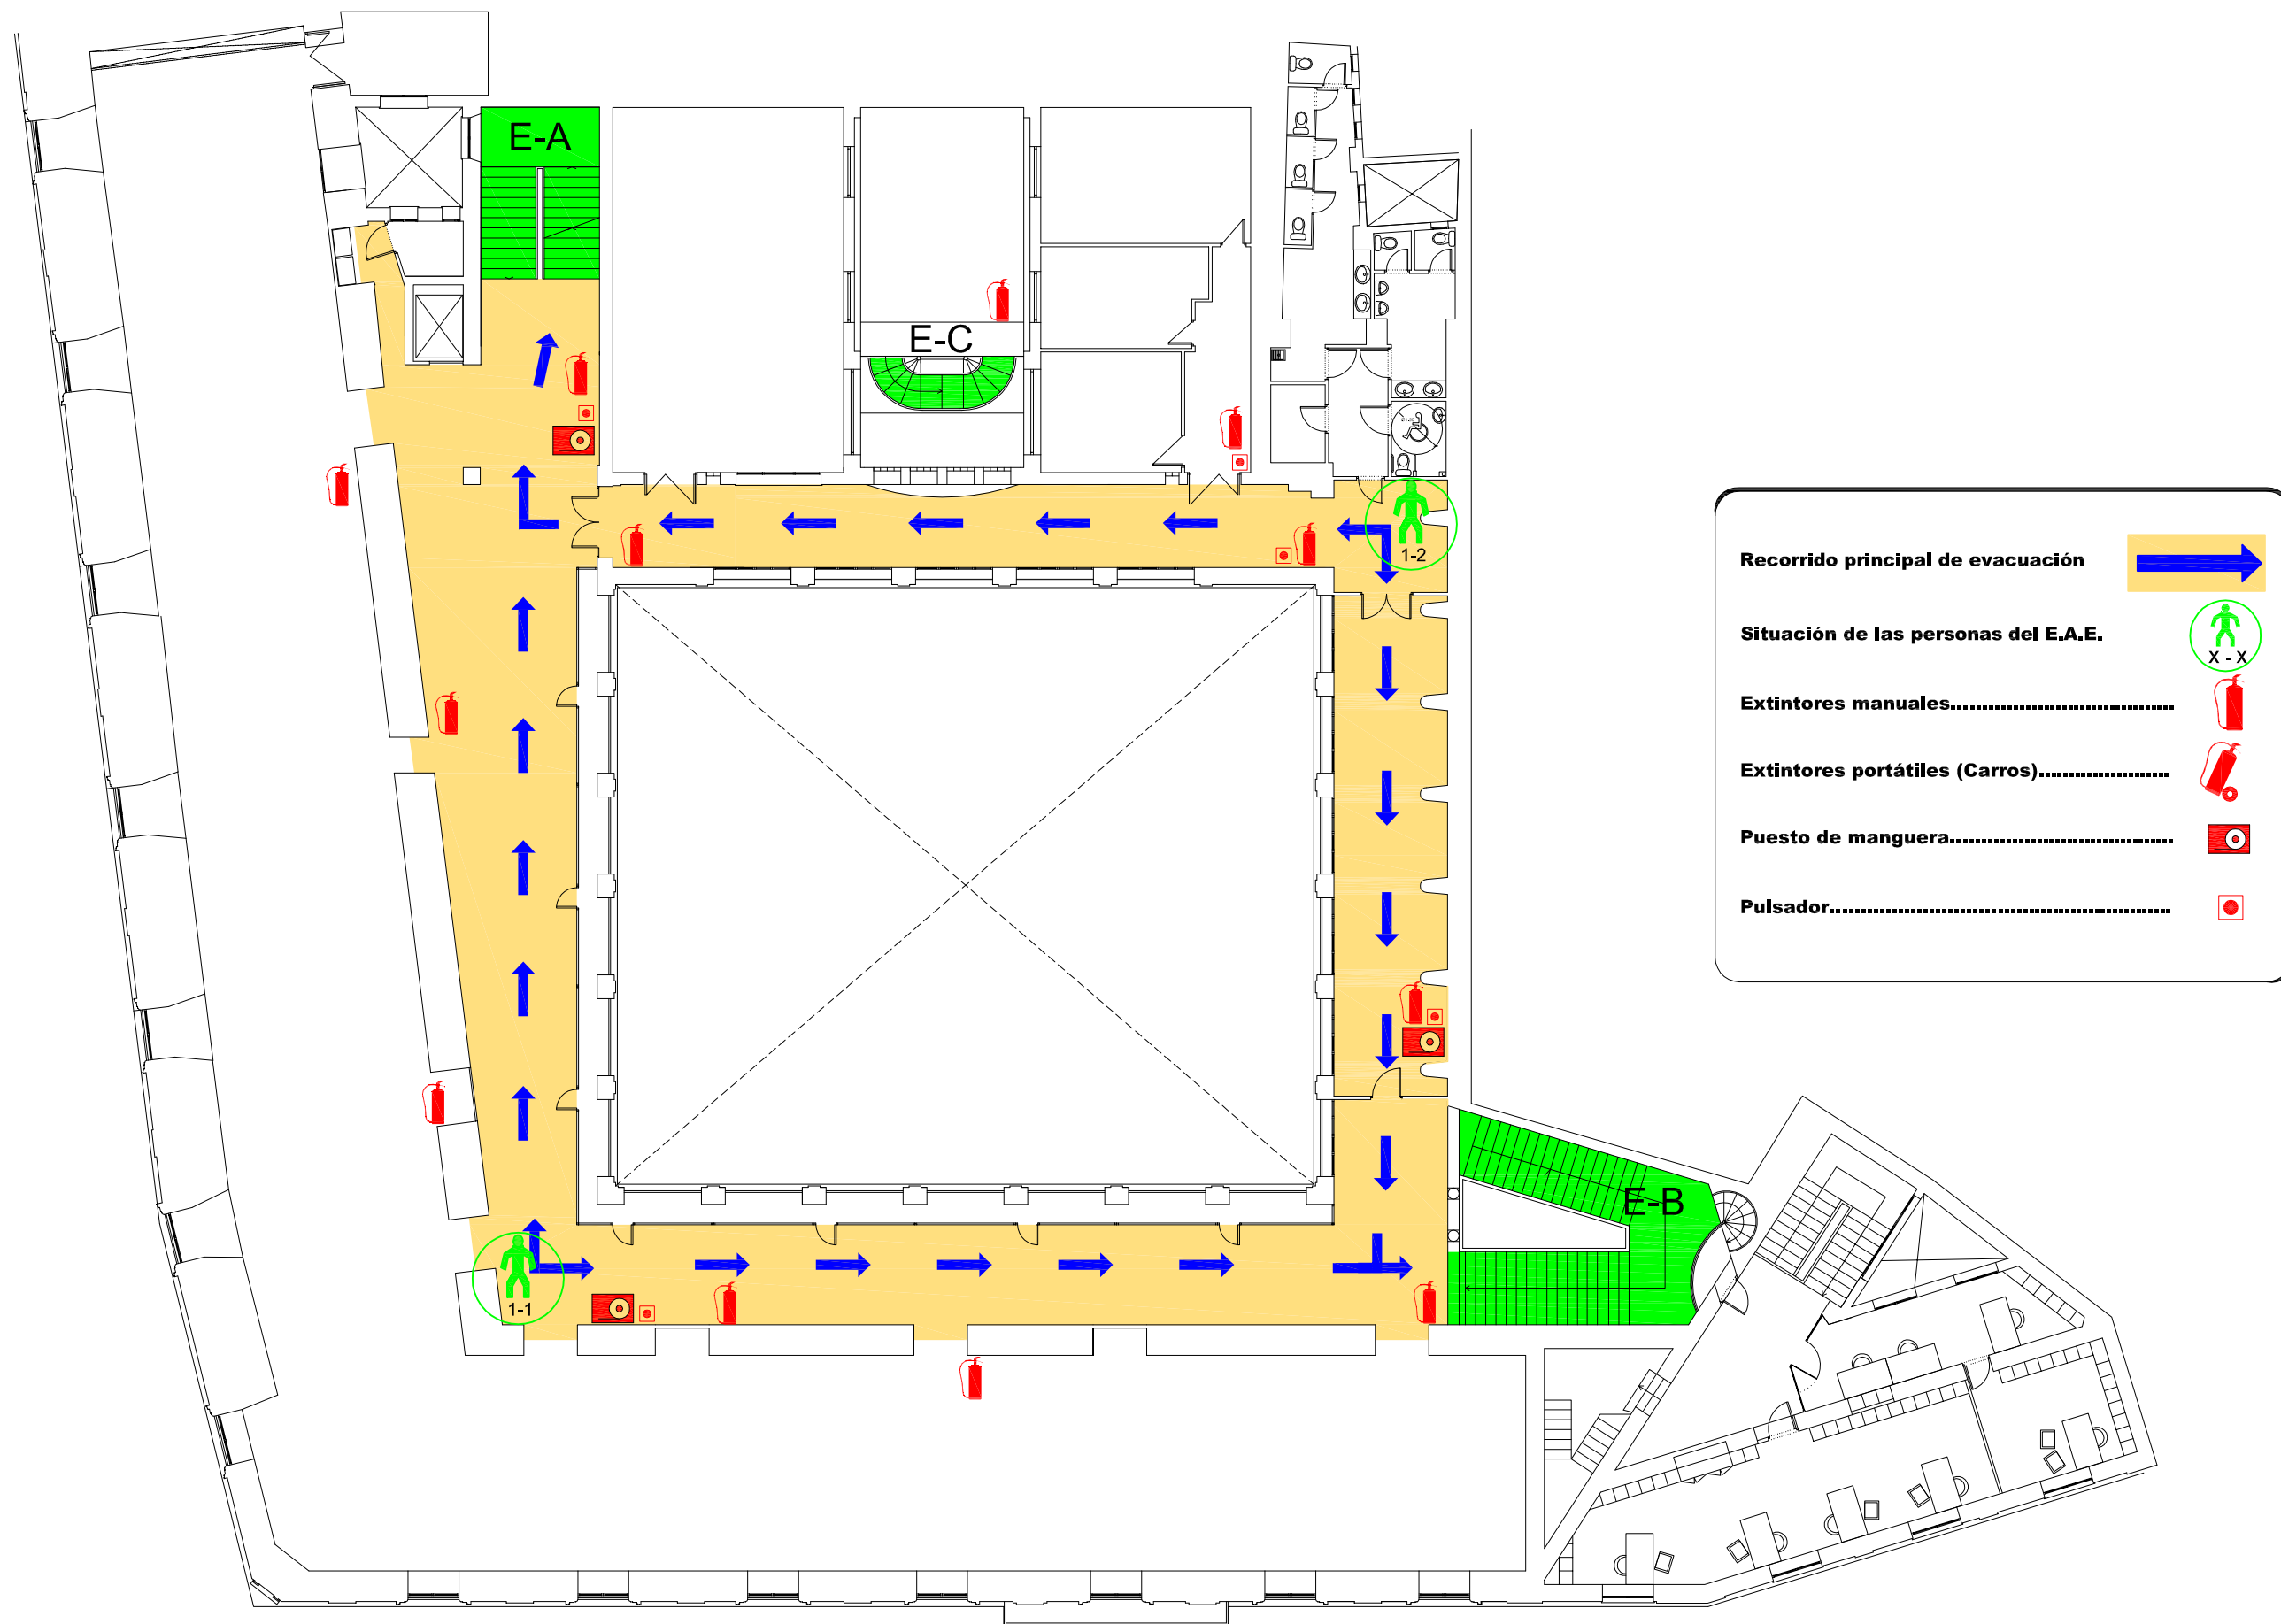 E-A
E-C
1-2
Recorrido principal de evacuación
Situación de las personas del E.A.E.
X - X
Extintores manuales....................................
Extintores portátiles (Carros).....................
Puesto de manguera....................................
Pulsador.......................................................
E-B
1-1